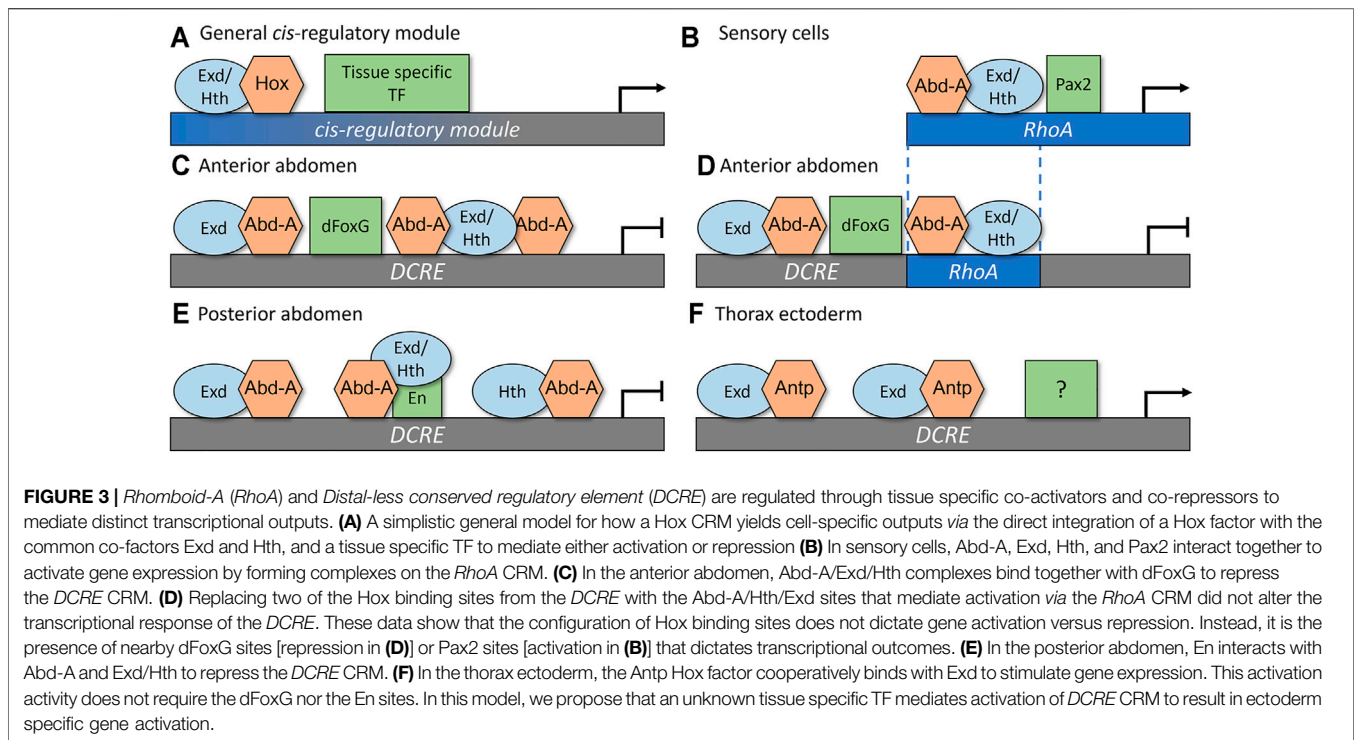 A General cis-regulatory module
Exd/
Hth
Hox
Tissue specific
TF
cis-regulatory module
B Sensory cells
Abd-A
Exd/
Hth
Pax2
RhoA
C Anterior abdomen
Exd
Abd-A
dFoxG
Abd-A
Exd/
Hth
Abd-A
DCRE
D Anterior abdomen
Exd
Abd-A
dFoxG
Abd-A
Exd/
Hth
DCRE
RhoA
E Posterior abdomen
Exd
Abd-A
Abd-A
Exd/
Hth
En
Hth
Abd-A
DCRE
F Thorax ectoderm
Exd
Antp
Exd
Antp
?
DCRE
FIGURE 3 | Rhomboid-A (RhoA) and Distal-less conserved regulatory element (DCRE) are regulated through tissue specific co-activators and co-repressors to
mediate distinct transcriptional outputs. (A) A simplistic general model for how a Hox CRM yields cell-specific outputs via the direct integration of a Hox factor with the
common co-factors Exd and Hth, and a tissue specific TF to mediate either activation or repression (B) In sensory cells, Abd-A, Exd, Hth, and Pax2 interact together to
activate gene expression by forming complexes on the RhoA CRM. (C) In the anterior abdomen, Abd-A/Exd/Hth complexes bind together with dFoxG to repress
the DCRE CRM. (D) Replacing two of the Hox binding sites from the DCRE with the Abd-A/Hth/Exd sites that mediate activation via the RhoA CRM did not alter the
transcriptional response of the DCRE. These data show that the configuration of Hox binding sites does not dictate gene activation versus repression. Instead, it is the
presence of nearby dFoxG sites [repression in (D)] or Pax2 sites [activation in (B)] that dictates transcriptional outcomes. (E) In the posterior abdomen, En interacts with
Abd-A and Exd/Hth to repress the DCRE CRM. (F) In the thorax ectoderm, the Antp Hox factor cooperatively binds with Exd to stimulate gene expression. This activation
activity does not require the dFoxG nor the En sites. In this model, we propose that an unknown tissue specific TF mediates activation of DCRE CRM to result in ectoderm
specific gene activation.